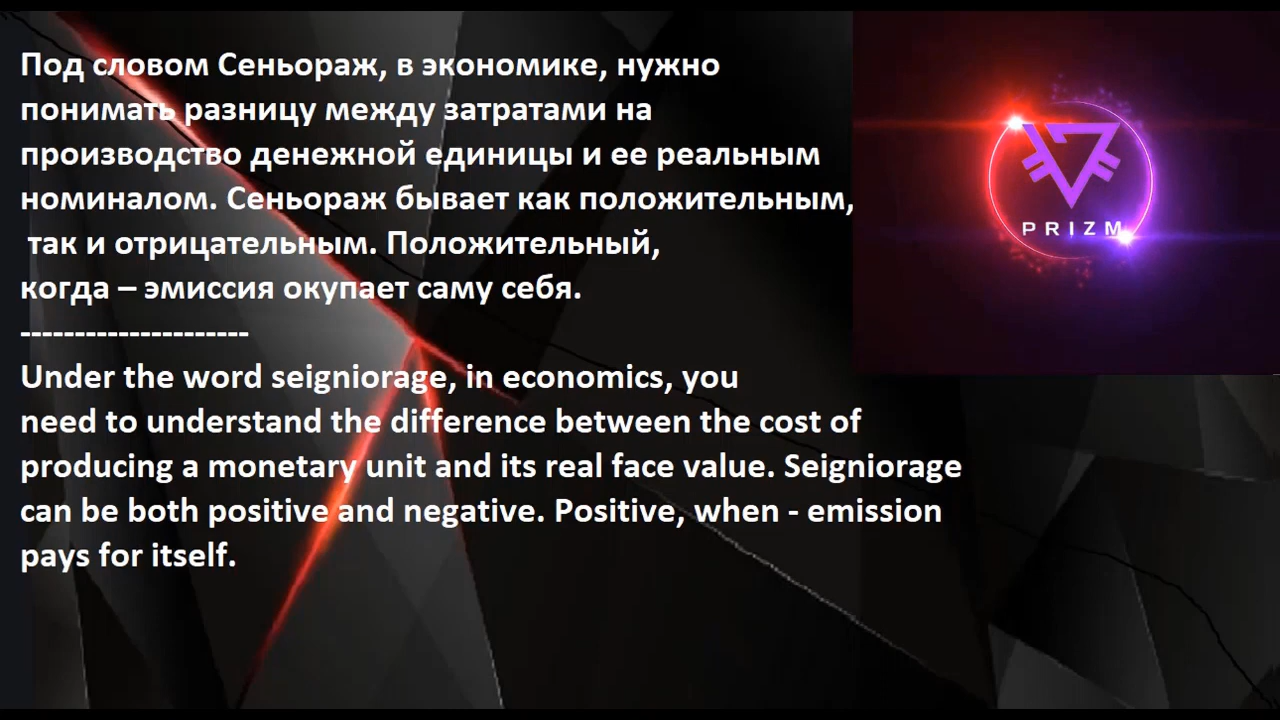 Под словом Сеньораж, в экономике, нужно
понимать разницу между затратами на
производство денежной единицы и ее реальным
номиналом. Сеньораж бывает как положительным,
так и отрицательным. Положительный,
когда – эмиссия окупает саму себя.
---------------------
Under the word seigniorage, in economics, you
need to understand the difference between the cost of
producing a monetary unit and its real face value. Seigniorage
can be both positive and negative. Positive, when - emission
pays for itself.
PRIZM